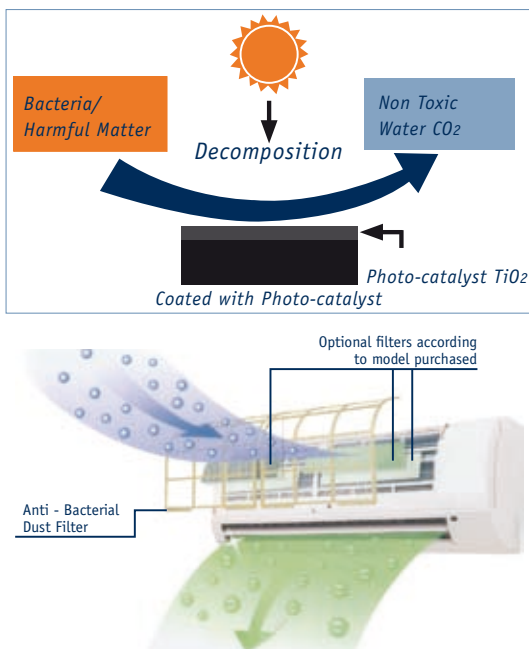 Bacteria/
Harmful Matter
Non Toxic
Water CO2
Decomposition
Photo-catalyst TiO2
Coated with Photo-catalyst
Optional filters according
to model purchased
Anti - Bacterial
Dust Filter